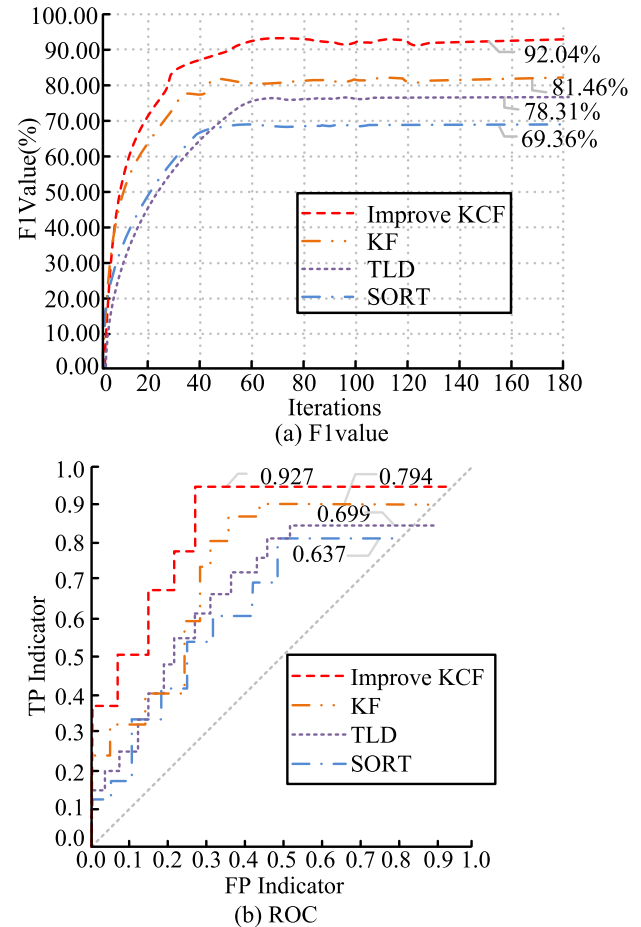 100.00
90.00
80.00
70.00
60.00
50.00
40.00
30.00
20.00
10.00
0.00
F1Value(%)
92.04%
81.46%
78.31%
69.36%
Improve KCF
KF
TLD
SORT
0 20 40 60 80 100 120 140 160 180
Iterations
(a) F1value
1.0
0.9
0.8
0.7
0.5
0.4
0.3
0.2
0.1
0.0
TP Indicator
0.927 0.794
0.699
0.637
Improve KCF
KF
TLD
SORT
0.0 0.1 0.2 0.3 0.4 0.5 0.6 0.7 0.8 0.9 1.0
FP Indicator
(b) ROC